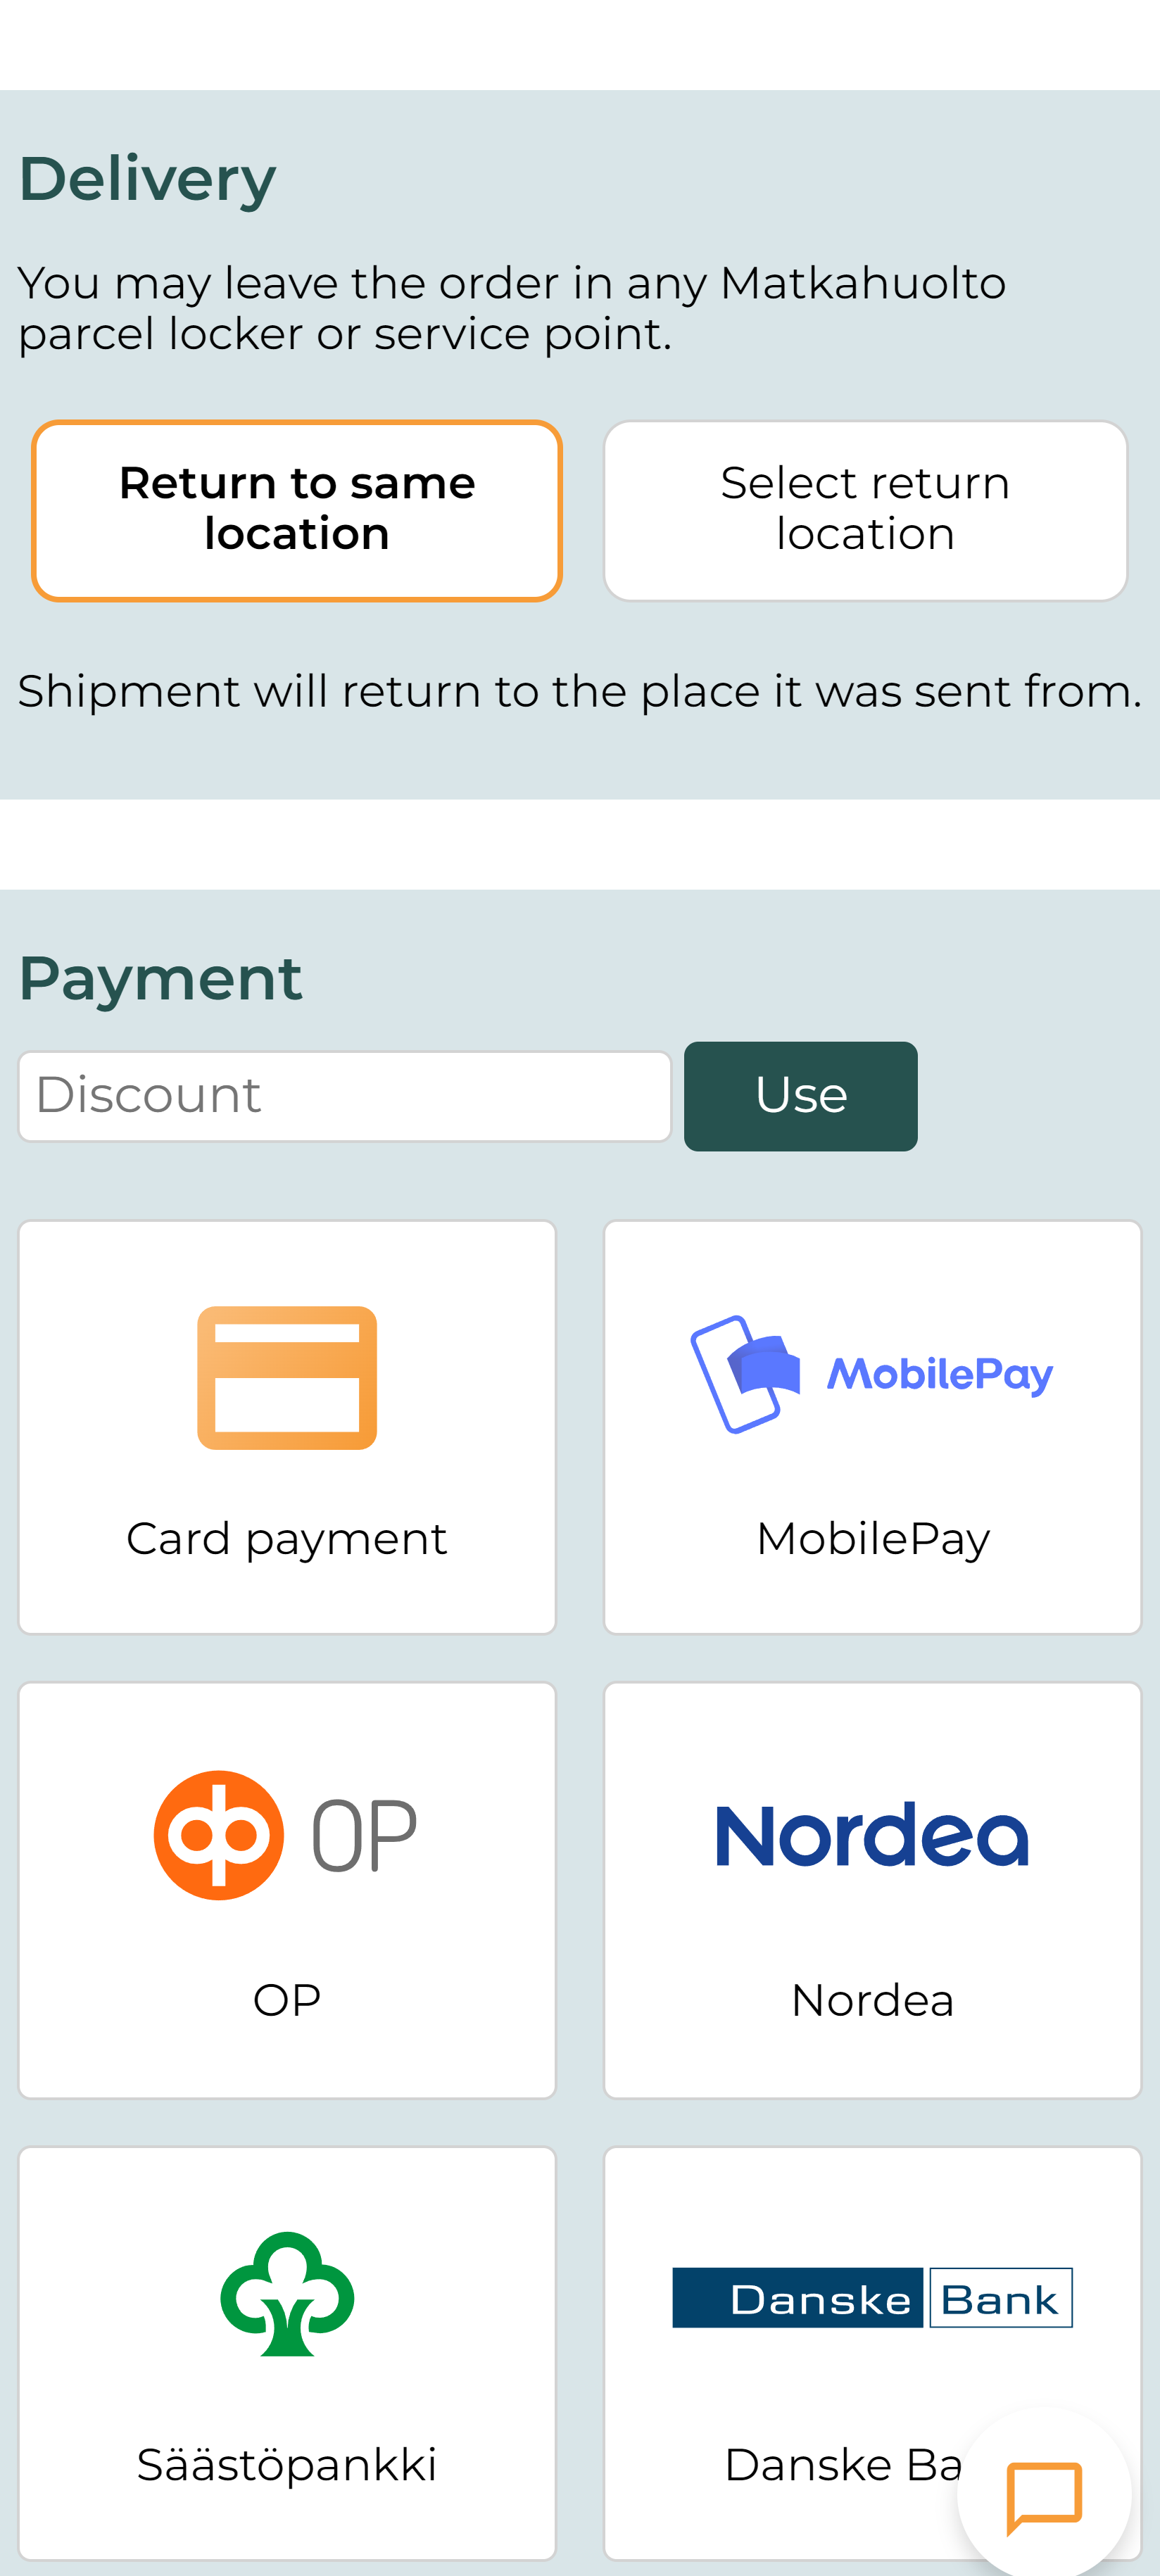 Delivery
You may leave the order in any Matkahuolto
parcel locker or service point.
Return to same
location
Select return
location
Shipment will return to the place it was sent from.
Payment
Discount
Use
MobilePay
Card payment
MobilePay
OP
Nordea
OP
Nordea
Danske Bank
Säästöpankki
Danske Ba